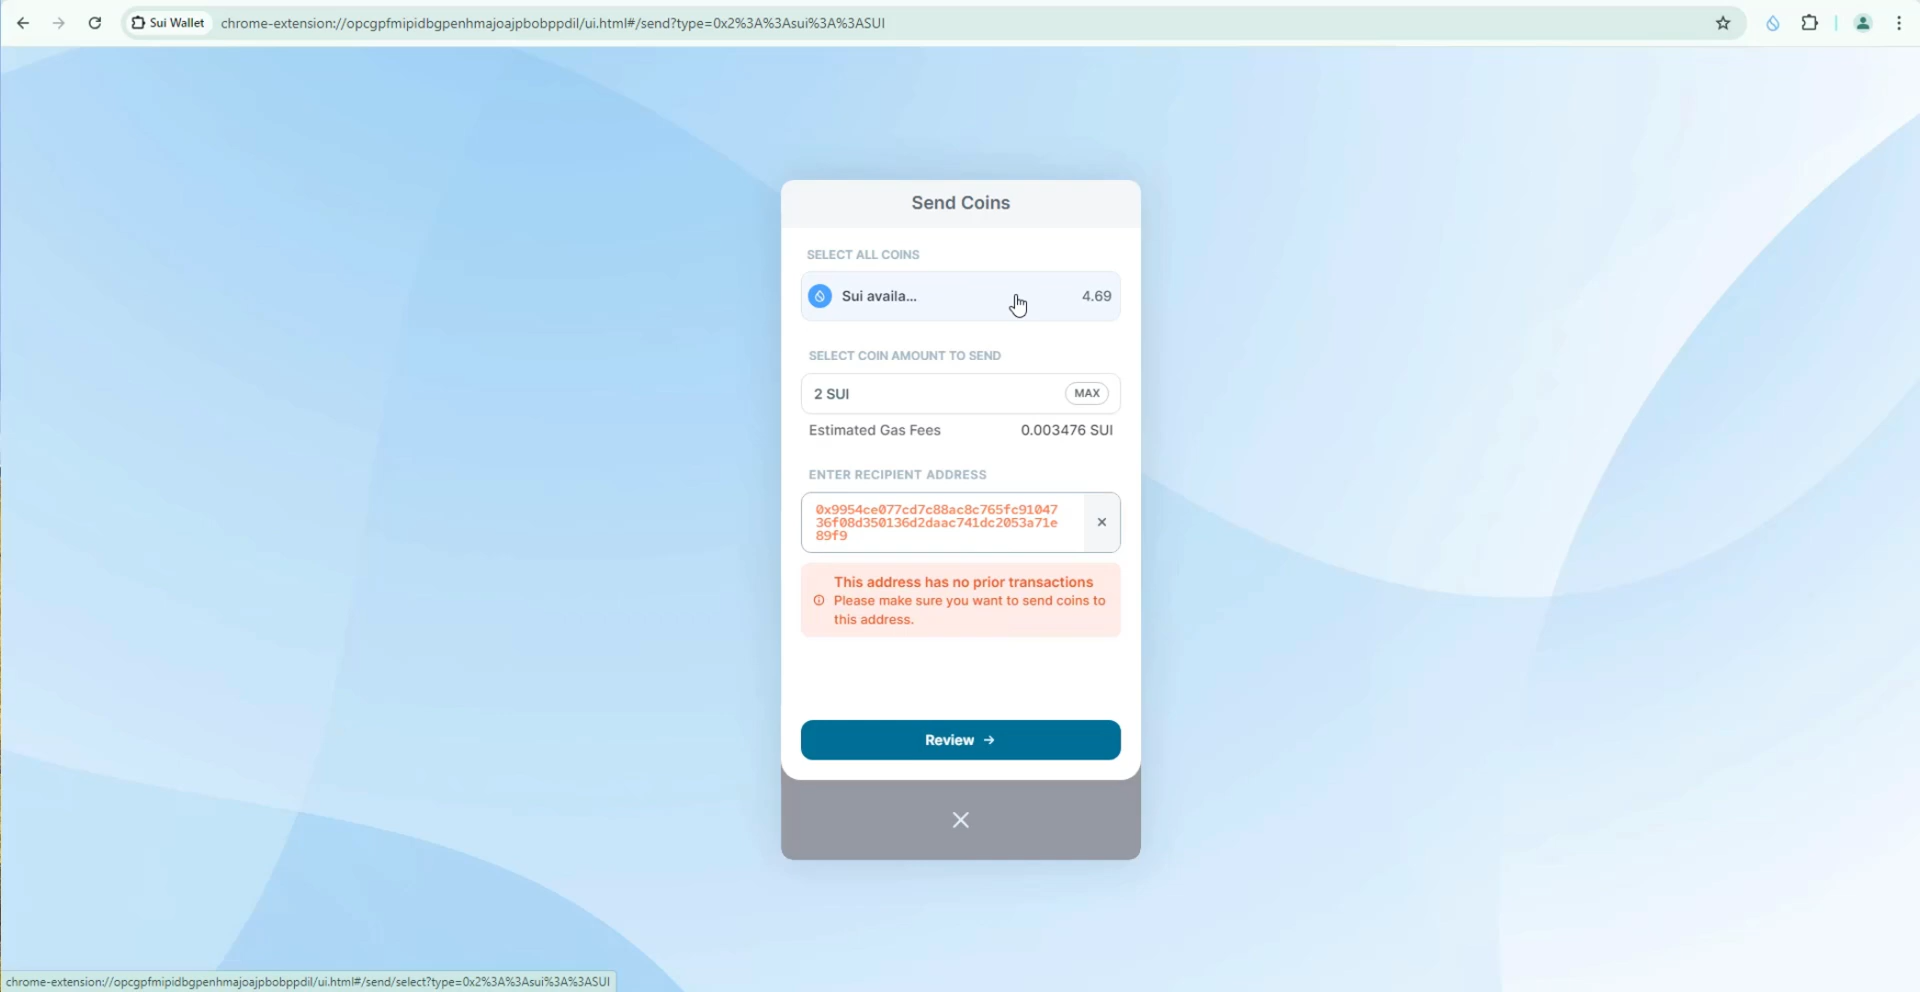 Sui Wallet
chrome-extension://opcgpfmipidbgpenhmajoajpbobppdil/ui.html#/send?type=0x2%3A%3Asui%3A%3ASUI
Send Coins
SELECT ALL COINS
Sui availa... 4.69
SELECT COIN AMOUNT TO SEND
2 SUI MAX
Estimated Gas Fees 0.003476 SUI
ENTER RECIPIENT ADDRESS
0x9954ce077cd7c88ac8c765fc91047
36f08d350136d2daac741dc2053a71e
89f9
This address has no prior transactions
Please make sure you want to send coins to
this address.
Review →
chrome-extension://opcgpfmipidbgpenhmajoajpbobppdil/ui.html#/send/select?type=0x2%3A%3Asui%3A%3ASUI